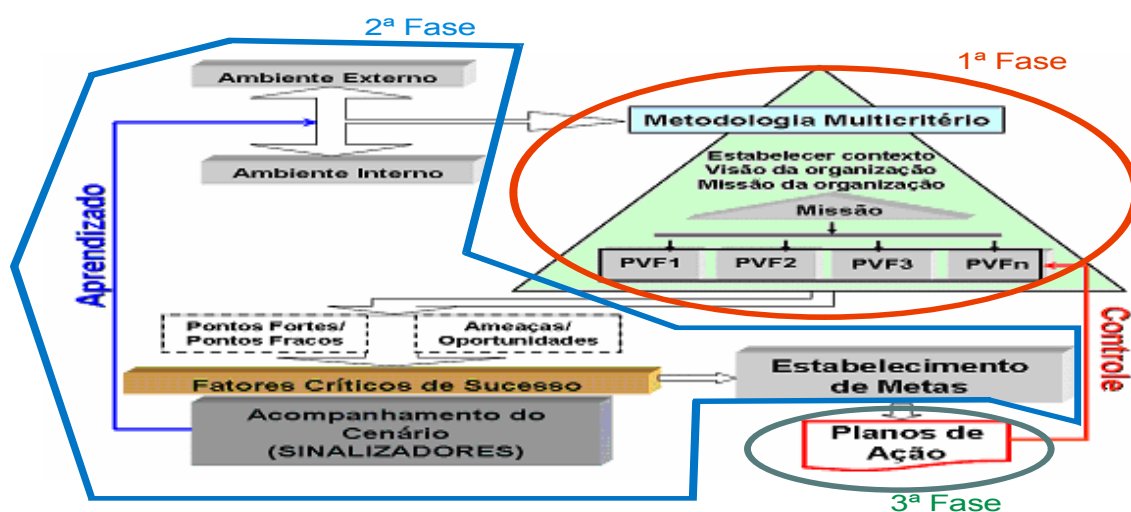 2ª Fase
1ª Fase
Ambiente Externo
Metodologia Multicritério
Ambiente Interno
Estabelecer contexto
Visão da organização
Missão da organização
Missão
PVF1
PVF2
PVF3
PVFn
Aprendizado
Pontos Fortes/
Pontos Fracos
Ameaças/
Oportunidades
Controle
Fatores Críticos de Sucesso
Estabelecimento
de Metas
Acompanhamento do
Cenário
(SINALIZADORES)
Planos de
Ação
3ª Fase